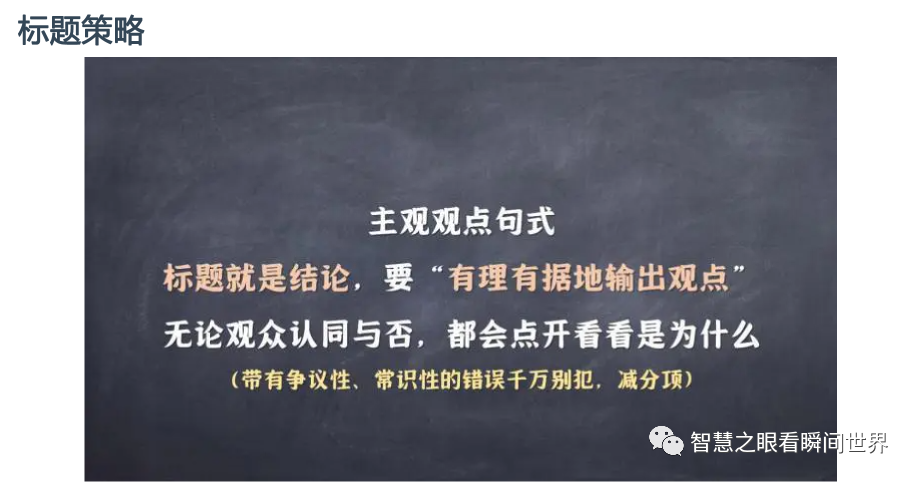 标题策略
主观观点句式
标题就是结论，要“有理有据地输出观点”
无论观众认同与否，都会点开看看是为什么
（带有争议性、常识性的错误千万别犯，减分项）
智慧之眼看瞬间世界